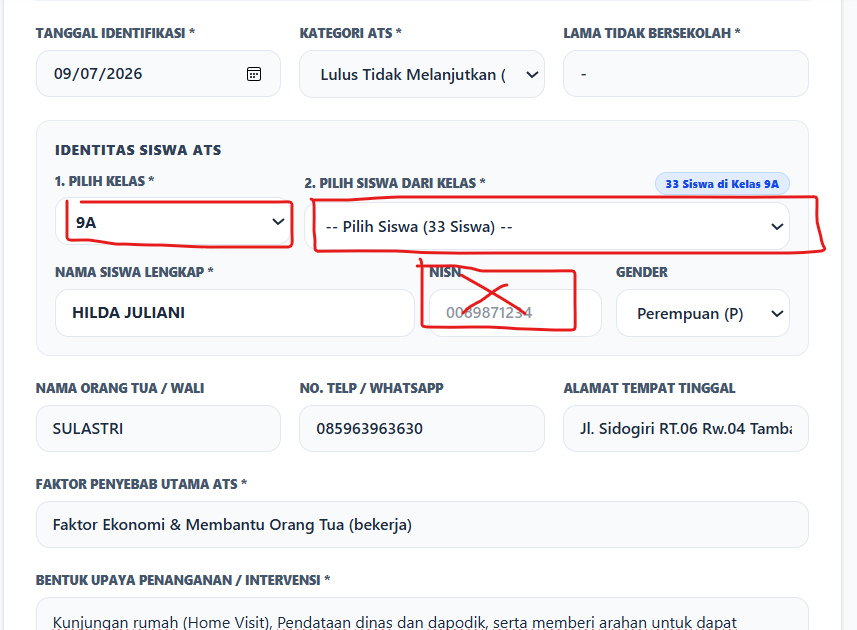 TANGGAL IDENTIFIKASI * KATEGORI ATS * LAMA TIDAK BERSEKOLAH *
09/07/2026 Lulus Tidak Melanjutkan ( -
IDENTITAS SISWA ATS
1. PILIH KELAS * 2. PILIH SISWA DARI KELAS * 33 Siswa di Kelas 9A
9A -- Pilih Siswa (33 Siswa) --
NAMA SISWA LENGKAP * NISN GENDER
HILDA JULIANI 0089871234 Perempuan (P)
NAMA ORANG TUA / WALI NO. TELP / WHATSAPP ALAMAT TEMPAT TINGGAL
SULASTRI 085963963630 Jl. Sidogiri RT.06 Rw.04 Tamba
FAKTOR PENYEBAB UTAMA ATS *
Faktor Ekonomi & Membantu Orang Tua (bekerja)
BENTUK UPAYA PENANGANAN / INTERVENSI *
Kunjungan rumah (Home Visit), Pendataan dinas dan dapodik, serta memberi arahan untuk dapat